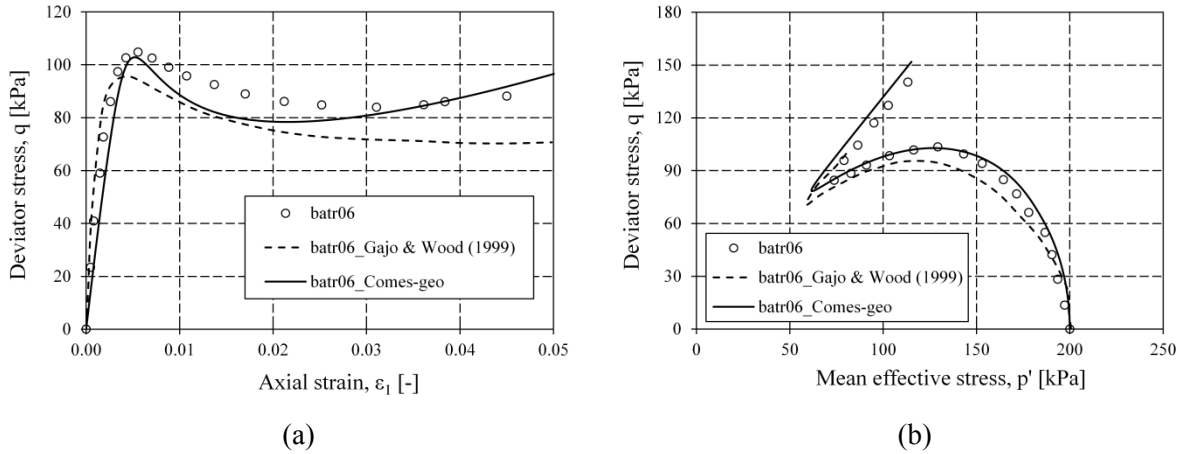 120
100
80
60
40
20
0
0.00 0.01 0.02 0.03 0.04 0.05
Deviator stress, q [kPa]
Axial strain, ε1 [-]
batr06
batr06_Gajo & Wood (1999)
batr06_Comes-geo
(a)
180
150
120
90
60
30
0
0 50 100 150 200 250
Deviator stress, q [kPa]
Mean effective stress, p' [kPa]
batr06
batr06_Gajo & Wood (1999)
batr06_Comes-geo
(b)